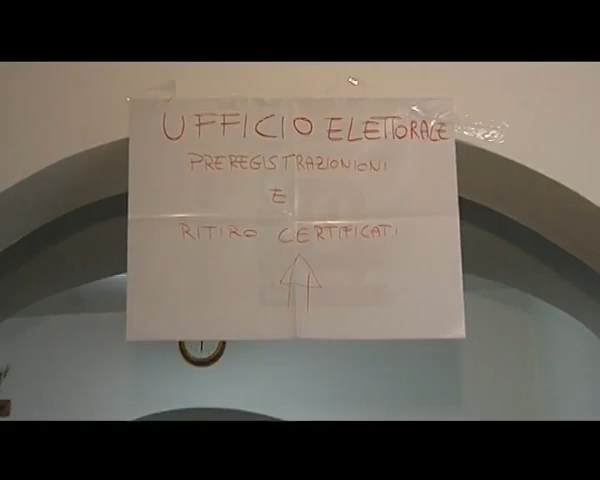 UFFICIO ELETTORALE
PREREGISTRAZIONIONI
E
RITIRO CERTIFICATI